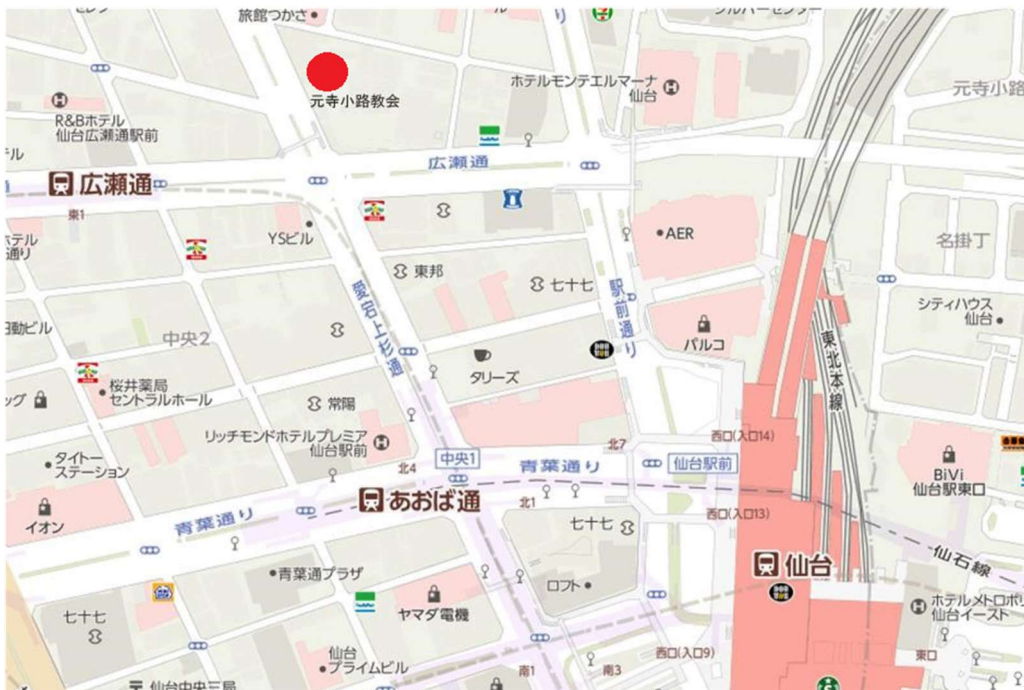 旅館つかさ
元寺小路教会
ホテルモンテエルマーナ
仙台
元寺小路
R&Bホテル
仙台広瀬通駅前
広瀬通
広瀬通
東1
YSビル
AER
名掛丁
東邦
七十七
駅前通り
愛宕上杉通
シティハウス
仙台
中央2
パルコ
東北本線
タリーズ
桜井薬局
セントラルホール
常陽
リッチモンドホテルプレミア
仙台駅前
北7
西口(入口14)
タイトー
ステーション
中央1
青葉通り
仙台駅前
BiVi
仙台駅東口
北4
あおば通
北1
イオン
青葉通り
七十七
西口(入口13)
仙台
仙石線
青葉通プラザ
ロフト
ヤマダ電機
七十七
ホテルメトロポリ
仙台イースト
仙台
プライムビル
西口(入口9)
東口
南1
南3
仙台中央三局